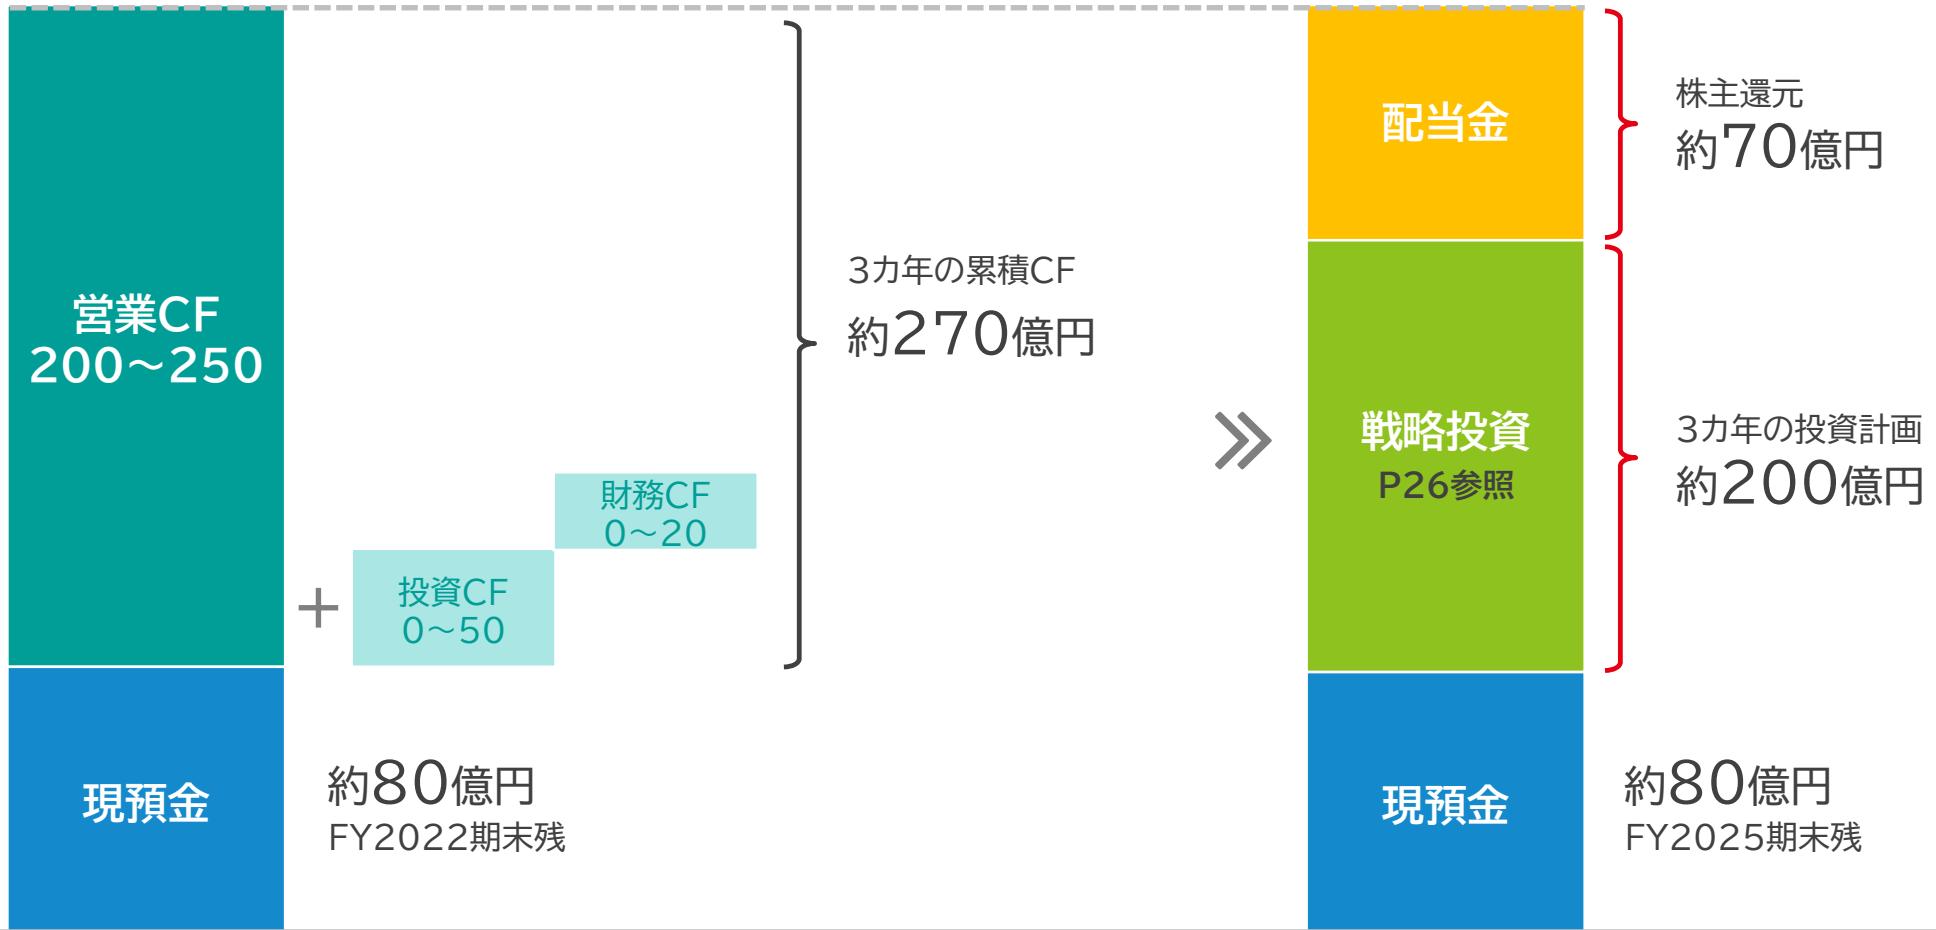 営業CF
200～250
現預金
投資CF
0～50
財務CF
0～20
3カ年の累積CF
約270億円
約80億円
FY2022期末残
配当金
株主還元
約70億円
戦略投資
P26参照
3カ年の投資計画
約200億円
現預金
約80億円
FY2025期末残